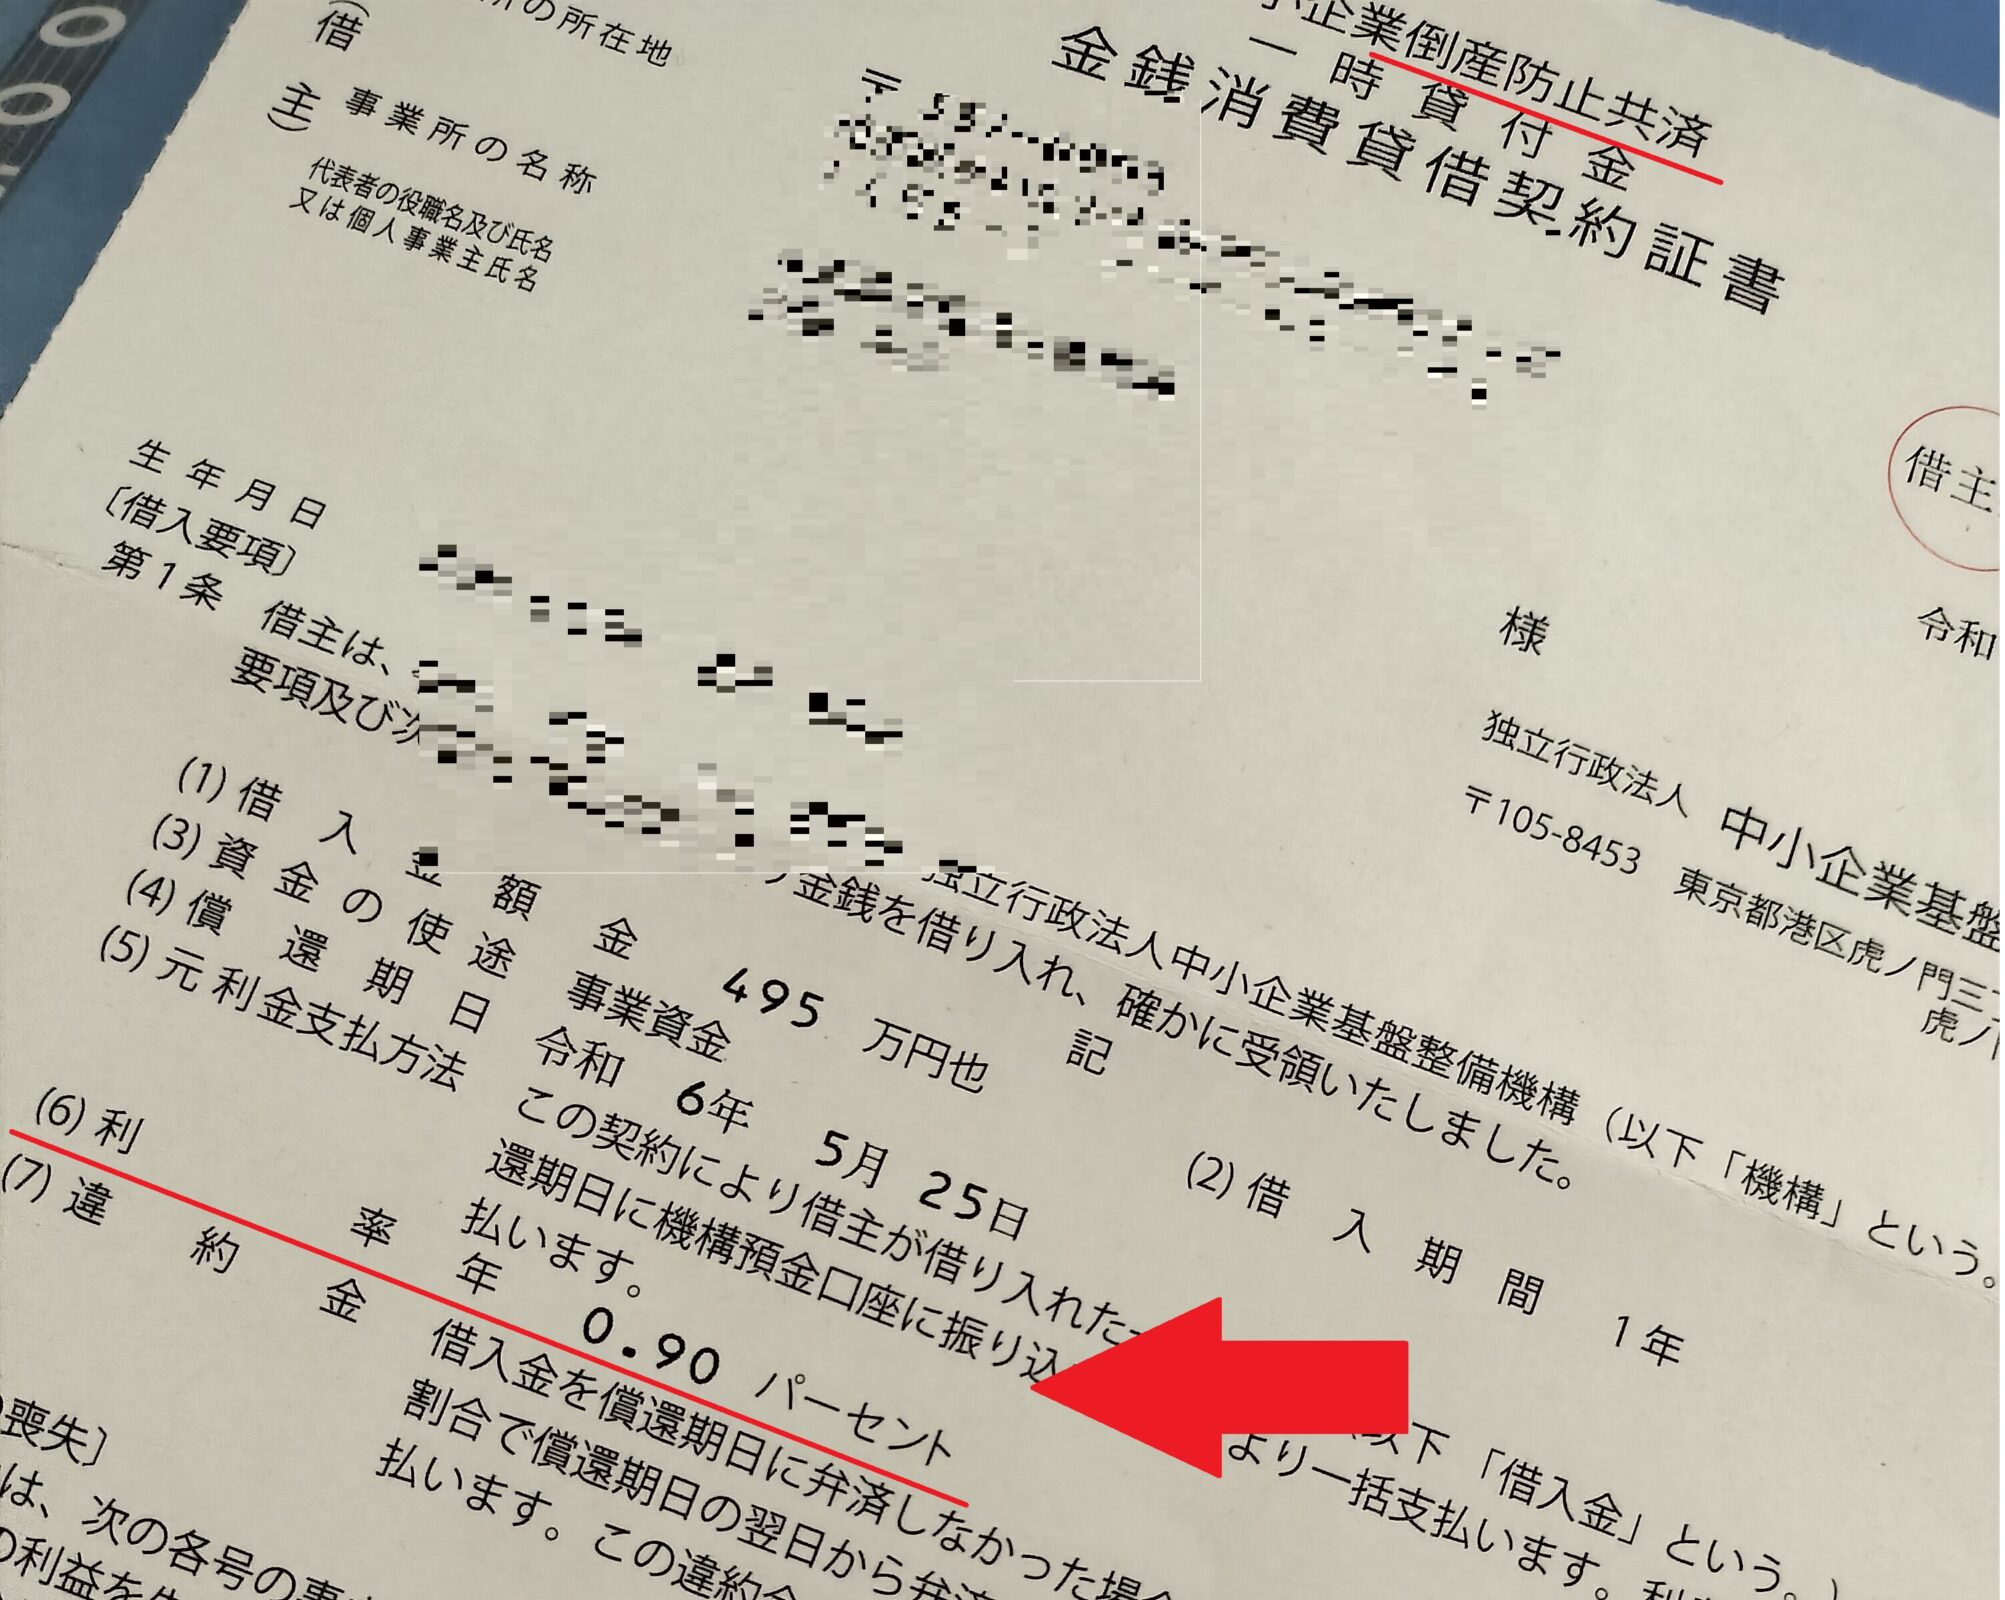 小企業倒産防止共済
一時貸付金
金銭消費貸借契約証書
借主
令和
所の所在地
(借
主)
事業所の名称
代表者の役職名及び氏名
又は個人事業主氏名
〒
様
独立行政法人 中小企業基盤
〒105-8453 東京都港区虎ノ門三
虎ノ
生年月日
〔借入要項〕
第1条 借主は、
独立行政法人中小企業基盤整備機構(以下「機構」という。
要項及び次
り金銭を借り入れ、確かに受領いたしました。
記
(1) 借入金額 金 495 万円也
(2) 借入期間 1年
(3) 資金の使途 事業資金
(4) 償還期日 令和 6年 5月 25日
(5) 元利金支払方法 この契約により借主が借り入れた
以下「借入金」という。)
還期日に機構預金口座に振り込
より一括支払います。利
払います。
(6) 利率 年 0.90 パーセント
(7) 違約金 借入金を償還期日に弁済しなかった場合
割合で償還期日の翌日から弁済
払います。この違約金
の喪失〕
は、次の各号の事
の利益を失